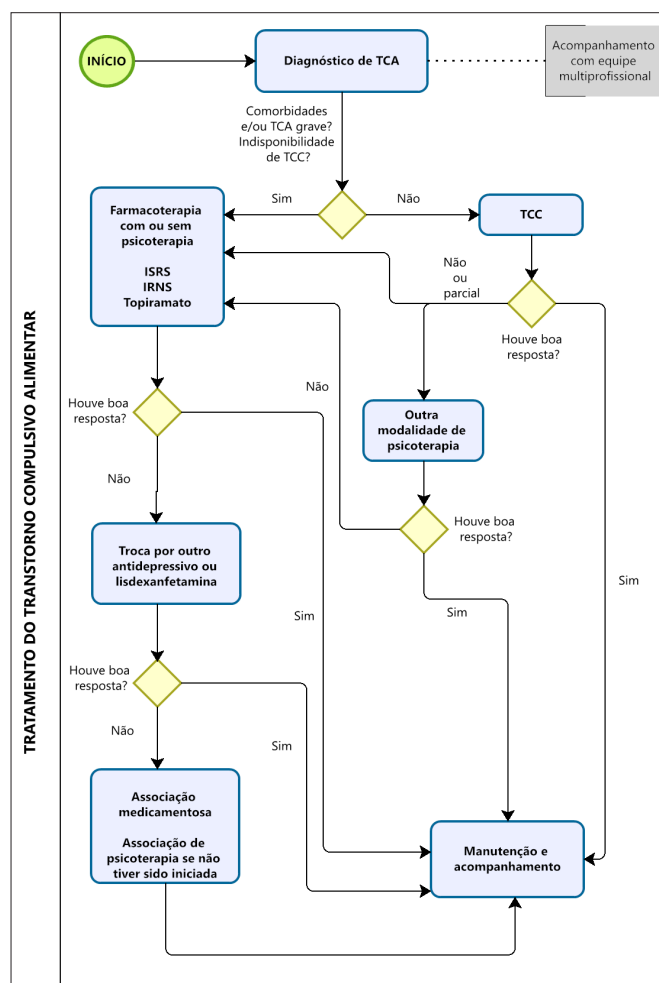 TRATAMENTO DO TRANSTORNO COMPULSIVO ALIMENTAR
INÍCIO
Diagnóstico de TCA
Acompanhamento
com equipe
multiprofissional
Comorbidades
e/ou TCA grave?
Indisponibilidade
de TCC?
Sim
Não
Farmacoterapia
com ou sem
psicoterapia
ISRS
IRNS
Topiramato
TCC
Não
ou
parcial
Houve boa
resposta?
Houve boa
resposta?
Não
Outra
modalidade de
psicoterapia
Não
Houve boa
resposta?
Troca por outro
antidepressivo ou
lisdexanfetamina
Sim
Sim
Sim
Houve boa
resposta?
Não
Sim
Associação
medicamentosa
Associação de
psicoterapia se não
tiver sido iniciada
Manutenção e
acompanhamento